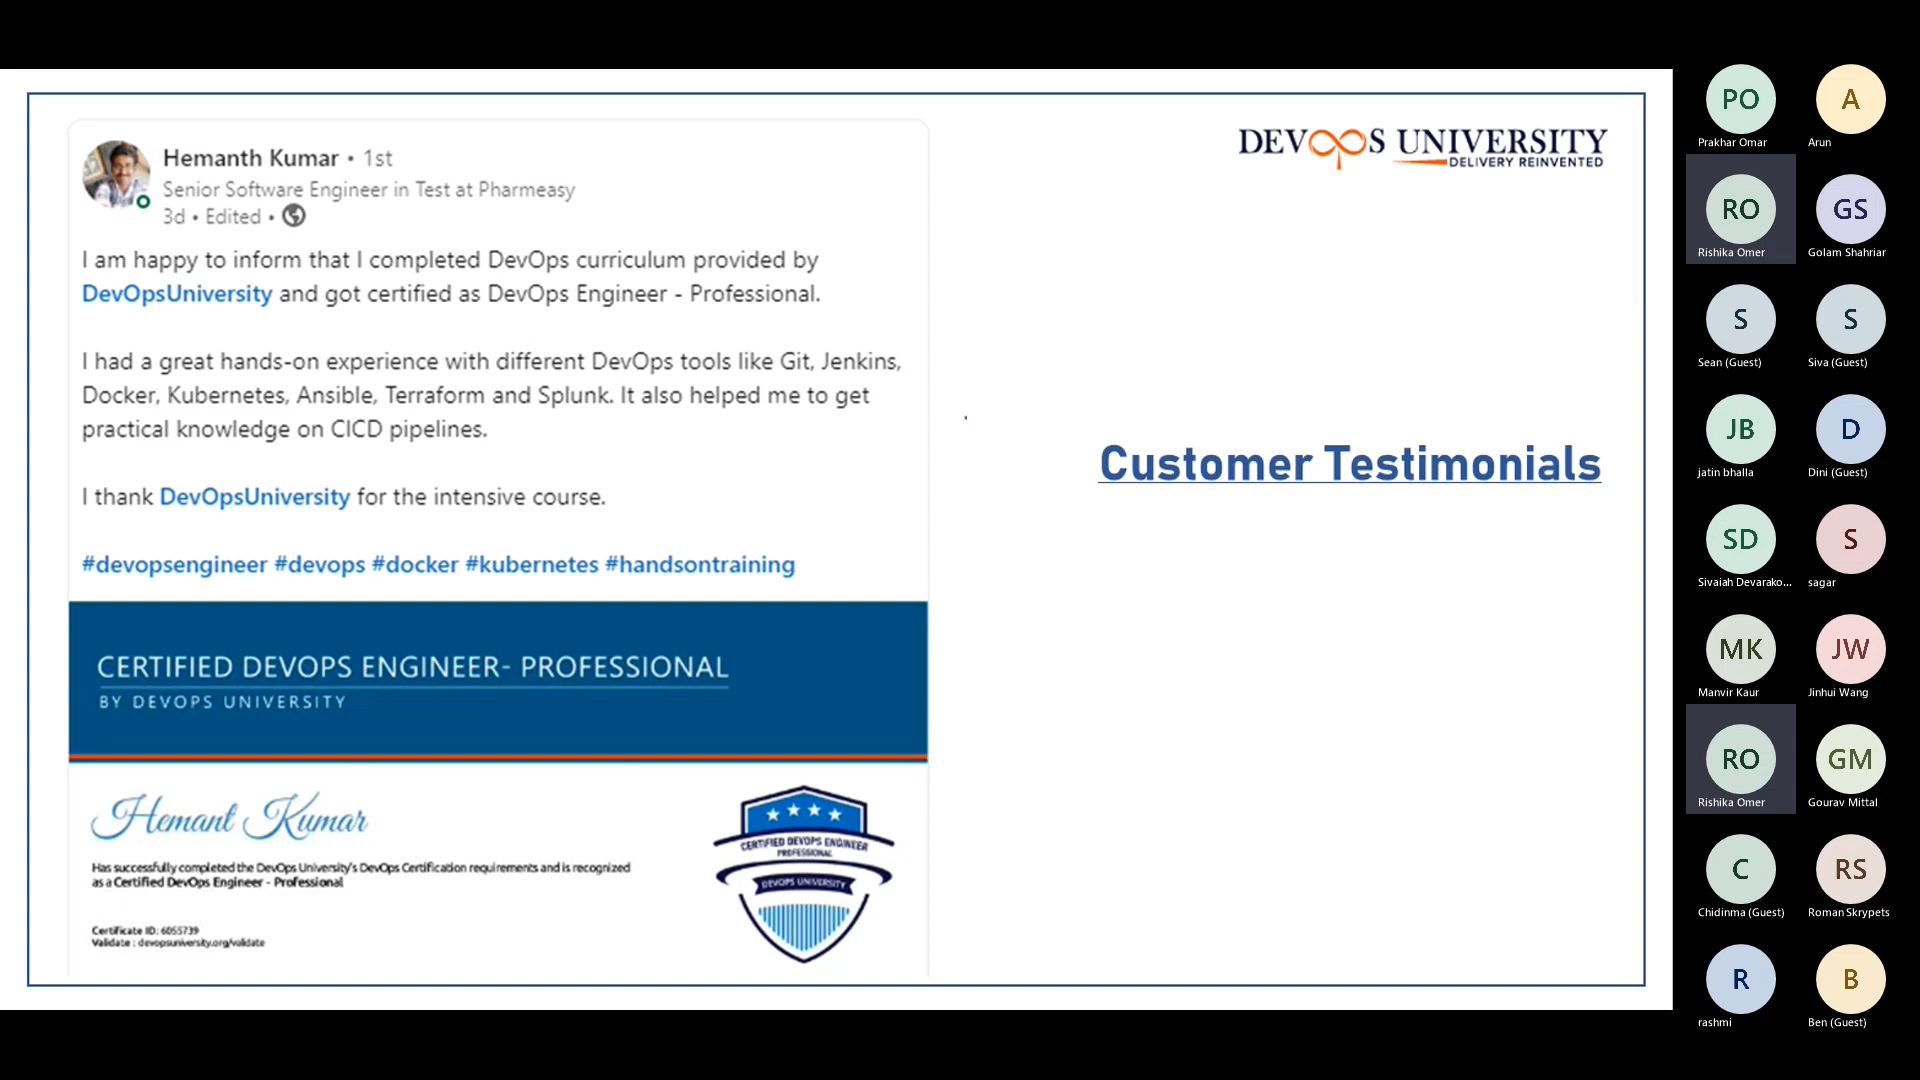 Hemanth Kumar • 1st
Senior Software Engineer in Test at Pharmeasy
3d • Edited •
I am happy to inform that I completed DevOps curriculum provided by
DevOpsUniversity and got certified as DevOps Engineer - Professional.
I had a great hands-on experience with different DevOps tools like Git, Jenkins,
Docker, Kubernetes, Ansible, Terraform and Splunk. It also helped me to get
practical knowledge on CICD pipelines.
I thank DevOpsUniversity for the intensive course.
#devopsengineer #devops #docker #kubernetes #handsontraining
CERTIFIED DEVOPS ENGINEER- PROFESSIONAL
BY DEVOPS UNIVERSITY
Hemant Kumar
Has successfully completed the DevOps University's DevOps Certification requirements and is recognized
as a Certified DevOps Engineer - Professional
Certificate ID: 6055739
Validate : devopsuniversity.org/validate
CERTIFIED DEVOPS ENGINEER
PROFESSIONAL
DEVOPS UNIVERSITY
DEVOPS UNIVERSITY
DELIVERY REINVENTED
Customer Testimonials
PO
Prakhar Omar
A
Arun
RO
Rishika Omer
GS
Golam Shahriar
S
Sean (Guest)
S
Siva (Guest)
JB
jatin bhalla
D
Dini (Guest)
SD
Sivaiah Devarako...
S
sagar
MK
Manvir Kaur
JW
Jinhui Wang
RO
Rishika Omer
GM
Gourav Mittal
C
Chidinma (Guest)
RS
Roman Skrypets
R
rashmi
B
Ben (Guest)